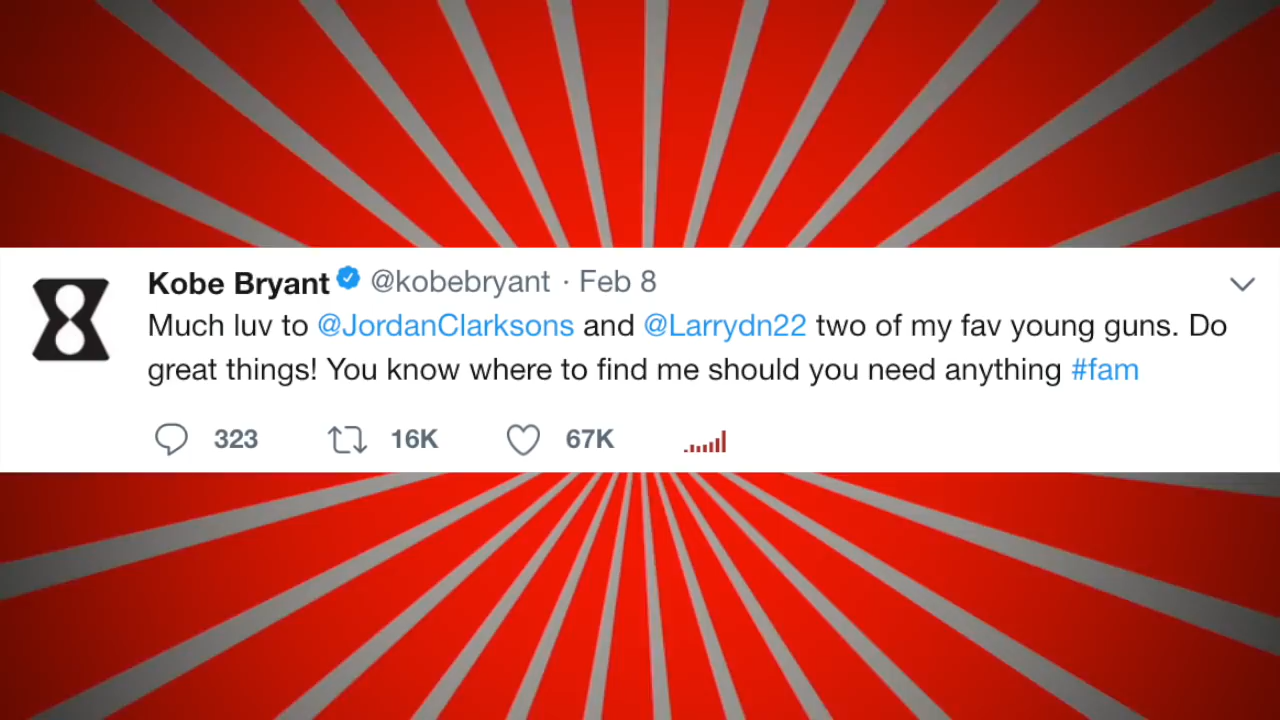 Kobe Bryant @kobebryant · Feb 8
Much luv to @JordanClarksons and @Larrydn22 two of my fav young guns. Do
great things! You know where to find me should you need anything #fam
323 16K 67K